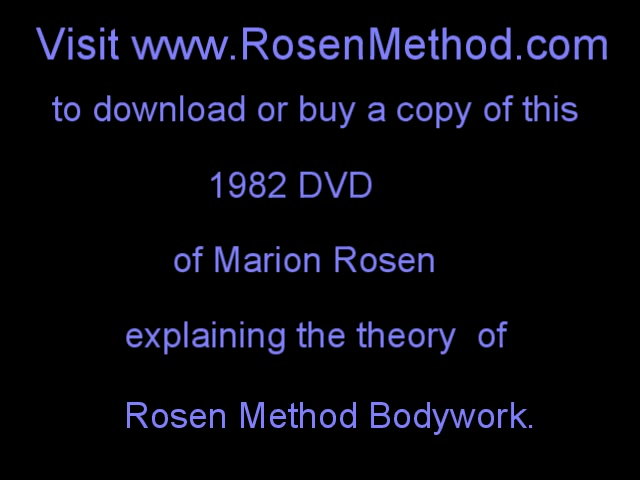 Visit www.RosenMethod.com
to download or buy a copy of this
1982 DVD
of Marion Rosen
explaining the theory of
Rosen Method Bodywork.